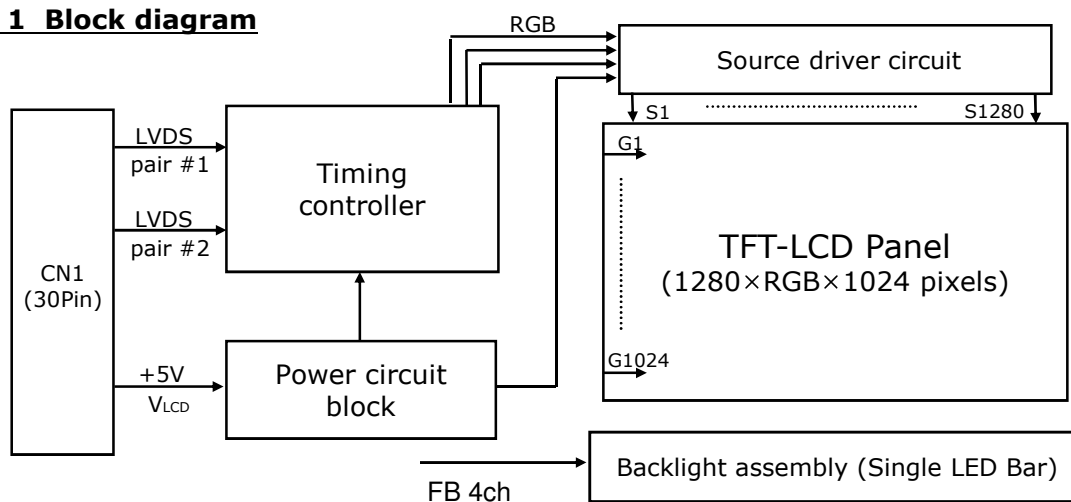 1 Block diagram
RGB
Source driver circuit
S1
S1280
LVDS
pair #1
LVDS
pair #2
Timing
controller
G1
TFT-LCD Panel
(1280×RGB×1024 pixels)
CN1
(30Pin)
G1024
+5V
VLCD
Power circuit
block
Backlight assembly (Single LED Bar)
FB 4ch